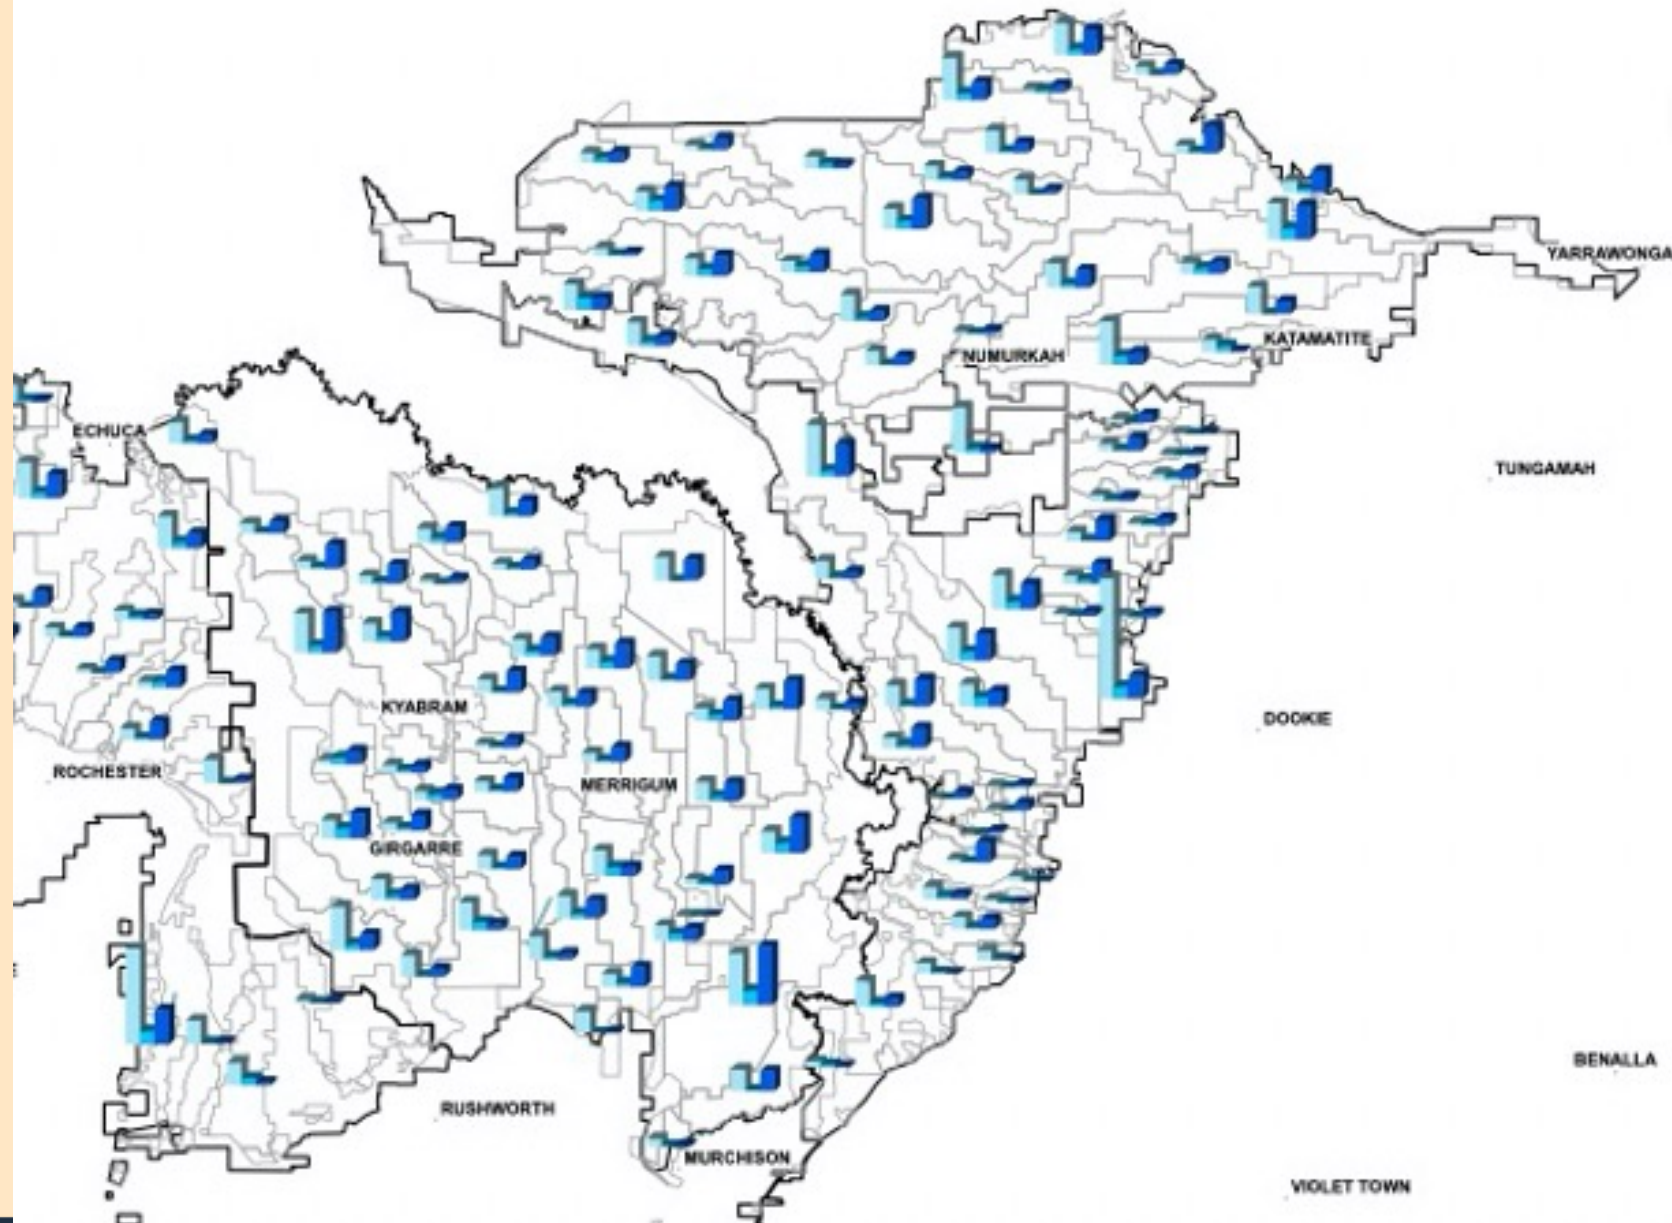 YARRAWONGA
KATAMATITE
NUMURKAH
ECHUCA
TUNGAMAH
KYABRAM
DOOKIE
ROCHESTER
MERRIGUM
GIRGARRE
E
BENALLA
RUSHWORTH
MURCHISON
VIOLET TOWN